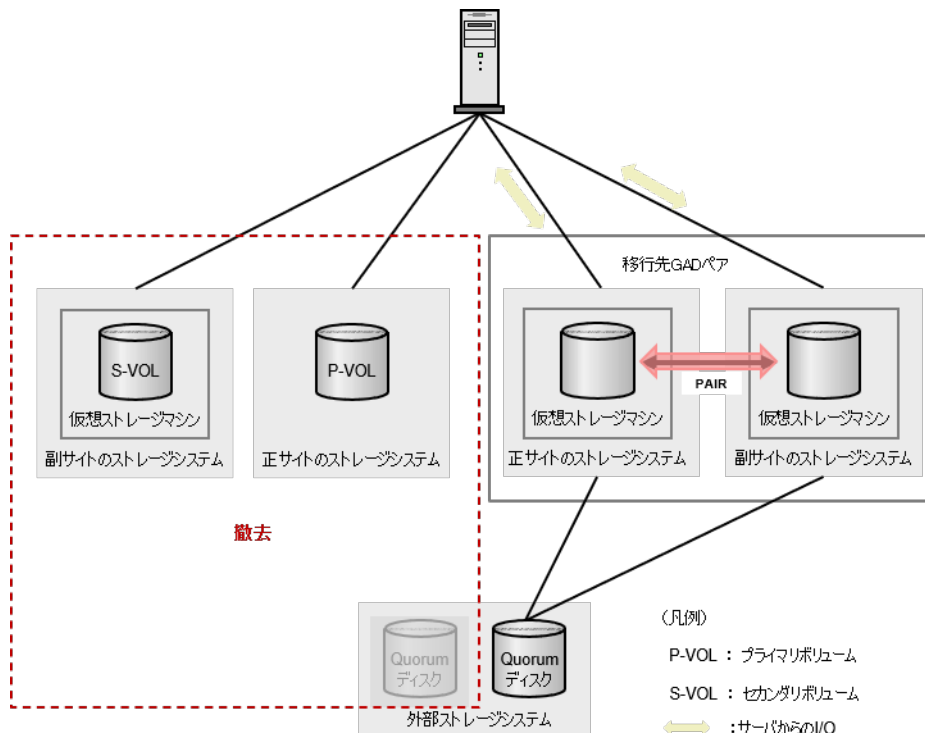 移行先GADペア
S-VOL
仮想ストレージマシン
副サイトのストレージシステム
P-VOL
正サイトのストレージシステム
仮想ストレージマシン
正サイトのストレージシステム
PAIR
仮想ストレージマシン
副サイトのストレージシステム
撤去
Quorum
ディスク
Quorum
ディスク
外部ストレージシステム
(凡例)
P-VOL : プライマリボリューム
S-VOL : セカンダリボリューム
:サーバからのI/O